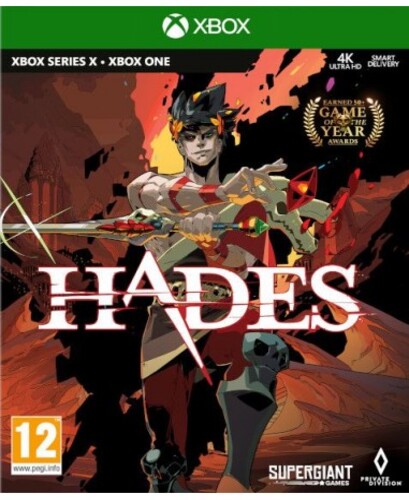 XBOX
XBOX SERIES X • XBOX ONE
4K
ULTRA HD
SMART
DELIVERY
EARNED 50+
GAME
OF THE
YEAR
AWARDS
HADES
12
www.pegi.info
SUPERGIANT
GAMES
PRIVATE
DIVISION